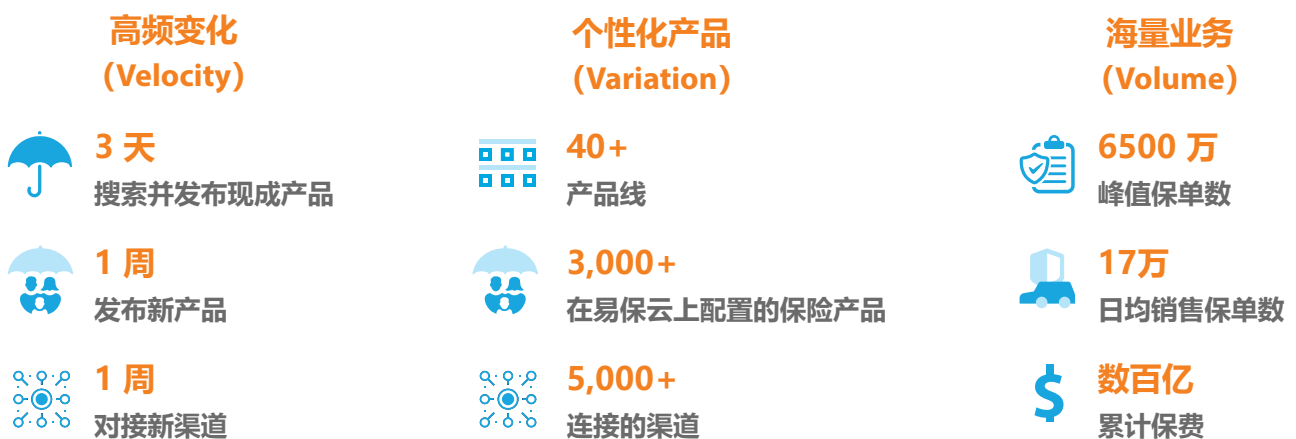 高频变化
（Velocity）
3 天
搜索并发布现成产品
1 周
发布新产品
1 周
对接新渠道
个性化产品
（Variation）
40+
产品线
3,000+
在易保云上配置的保险产品
5,000+
连接的渠道
海量业务
（Volume）
6500 万
峰值保单数
17万
日均销售保单数
数百亿
累计保费